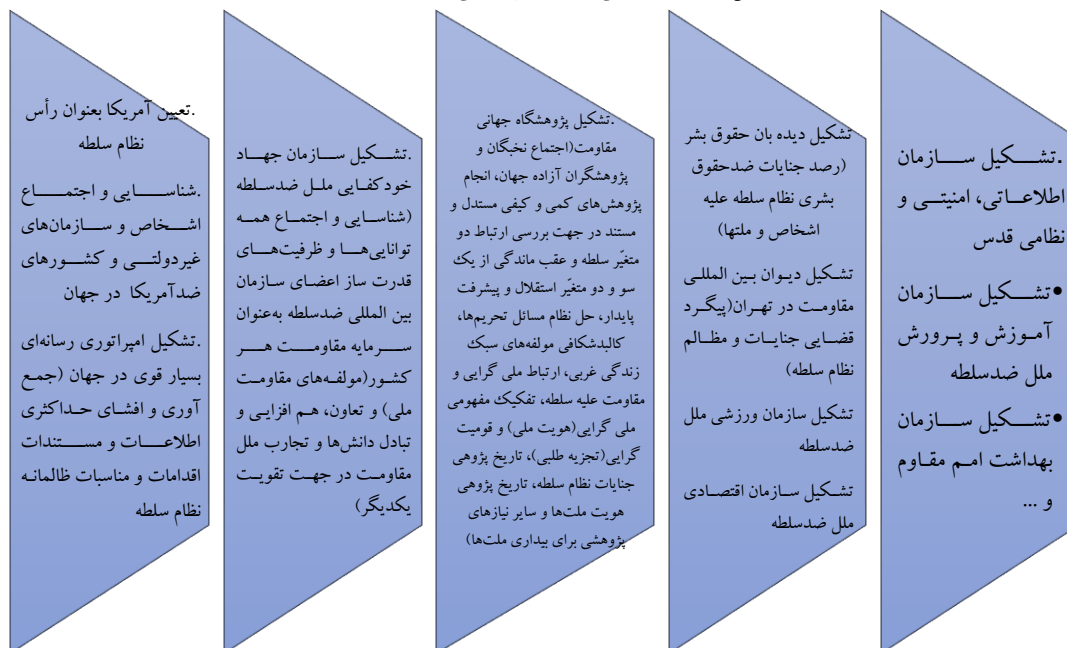 .تعیین آمریکا بعنوان رأس
نظام سلطه
.شناسایی و اجتماع
اشخاص و سازمان‌های
غیردولتی و کشورهای
ضدآمریکا در جهان
.تشکیل امپراتوری رسانه‌ای
بسیار قوی در جهان (جمع
آوری و افشای حداکثری
اطلاعات و مستندات
اقدامات و مناسبات ظالمانه
نظام سلطه
.تشکیل سازمان جهاد
خودکفایی ملل ضدسلطه
(شناسایی و اجتماع همه
توانایی‌ها و ظرفیت‌های
قدرت ساز اعضای سازمان
بین المللی ضدسلطه به‌عنوان
سرمایه مقاومت هر
کشور(مولفه‌های مقاومت
ملی) و تعاون، هم افزایی و
تبادل دانش‌ها و تجارب ملل
مقاومت در جهت تقویت
یکدیگر)
.تشکیل پژوهشگاه جهانی
مقاومت(اجتماع نخبگان و
پژوهشگران آزاده جهان، انجام
پژوهش‌های کمی و کیفی مستدل و
مستند در جهت بررسی ارتباط دو
متغیّر سلطه و عقب ماندگی از یک
سو و دو متغیّر استقلال و پیشرفت
پایدار، حل نظام مسائل تحریم‌ها،
کالبدشکافی مولفه‌های سبک
زندگی غربی، ارتباط ملی گرایی و
مقاومت علیه سلطه، تفکیک مفهومی
ملی گرایی(هویت ملی) و قومیت
گرایی(تجزیه طلبی)، تاریخ پژوهی
جنایات نظام سلطه، تاریخ پژوهی
هویت ملت‌ها و سایر نیازهای
پژوهشی برای بیداری ملت‌ها)
تشکیل دیده بان حقوق بشر
(رصد جنایات ضدحقوق
بشری نظام سلطه علیه
اشخاص و ملتها)
تشکیل دیوان بین المللی
مقاومت در تهران(پیگرد
قضایی جنایات و مظالم
نظام سلطه)
تشکیل سازمان ورزشی ملل
ضدسلطه
تشکیل سازمان اقتصادی
ملل ضدسلطه
.تشکیل سازمان
اطلاعاتی، امنیتی و
نظامی قدس
•تشکیل سازمان
آموزش و پرورش
ملل ضدسلطه
•تشکیل سازمان
بهداشت امم مقاوم
و ...